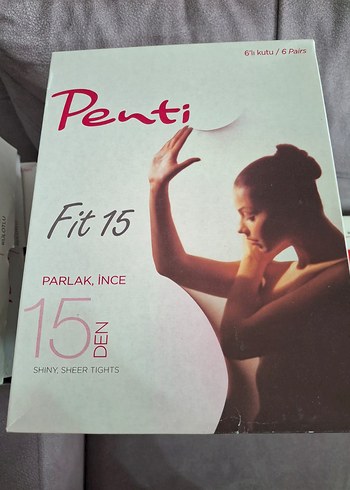 6'lı kutu / 6 Pairs
Penti
Fit 15
PARLAK, İNCE
15 DEN
SHINY, SHEER TIGHTS